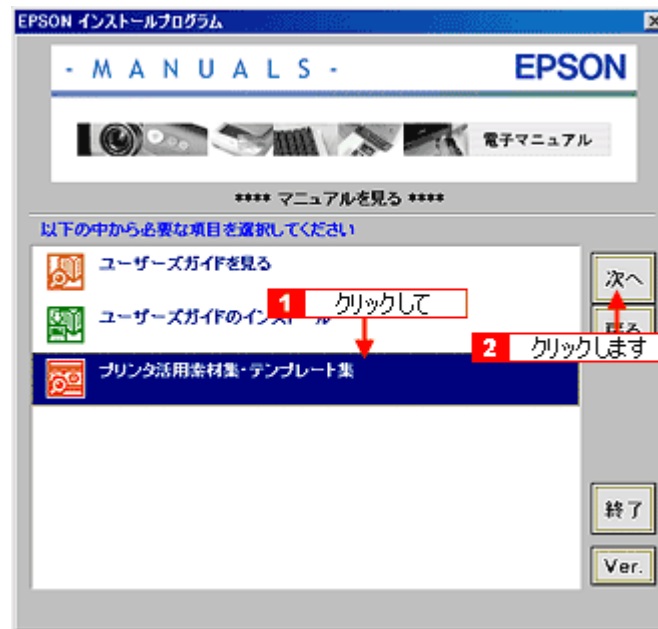 EPSON インストールプログラム
- M A N U A L S -
EPSON
電子マニュアル
**** マニュアルを見る ****
以下の中から必要な項目を選択してください
ユーザーズガイドを見る
次へ
1 クリックして
ユーザーズガイドのインストール
戻る
2 クリックします
プリンタ活用素材集・テンプレート集
終了
Ver.